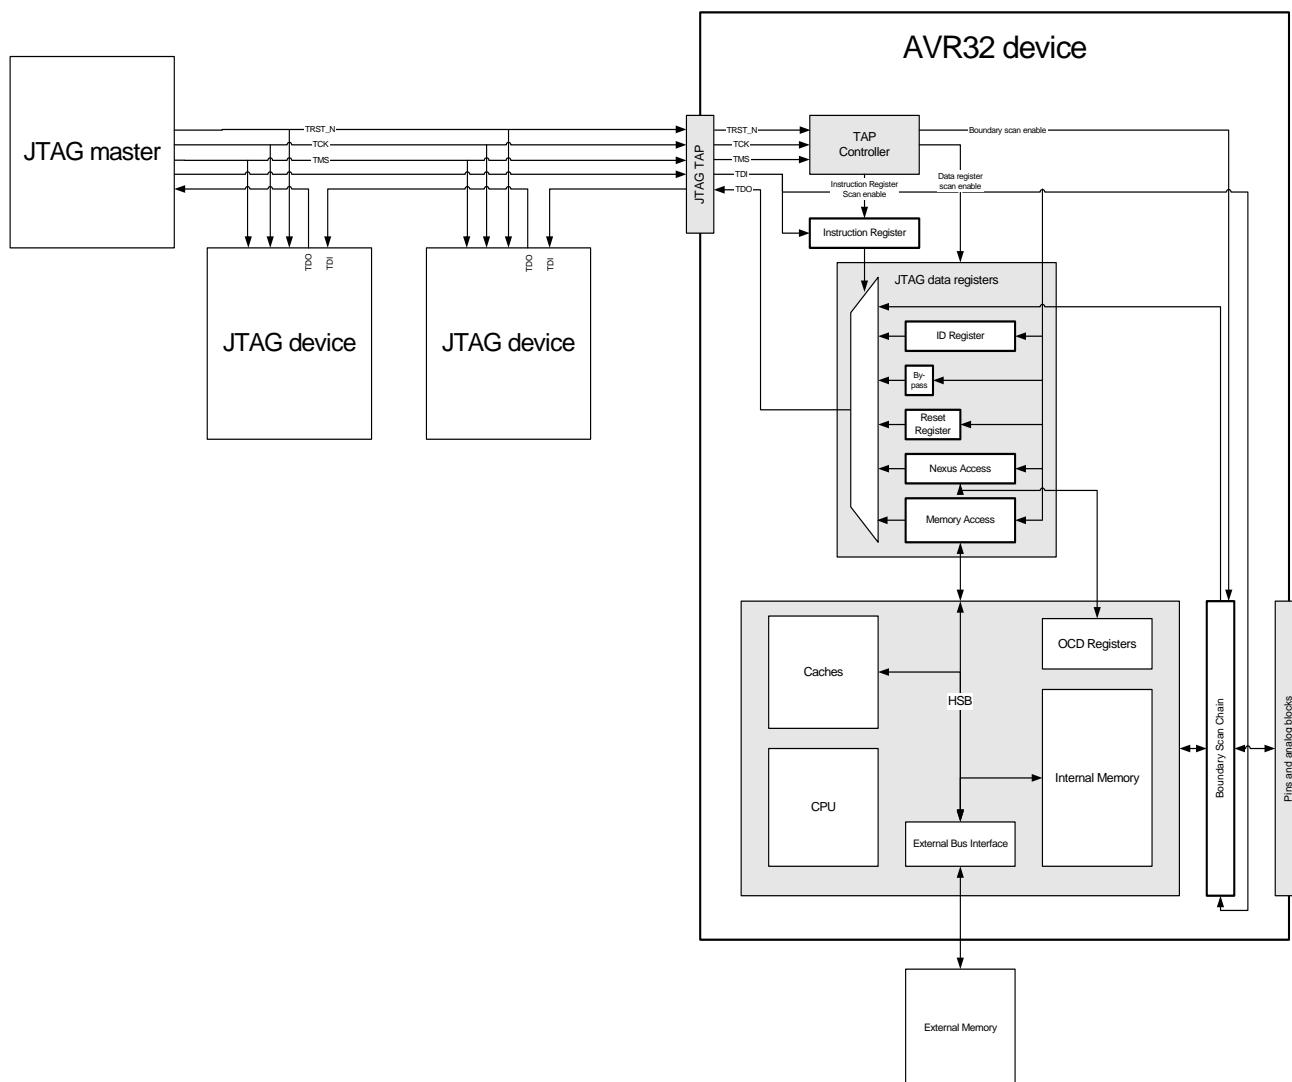 AVR32 device
JTAG master
TRST_N
TCK
TMS
JTAG TAP
TRST_N
TCK
TMS
TDI
TDO
TAP
Controller
Boundary scan enable
Instruction Register
Scan enable
Data register
scan enable
Instruction Register
TDO
TDI
TDO
TDI
JTAG device
JTAG device
JTAG data registers
ID Register
By-
pass
Reset
Register
Nexus Access
Memory Access
Caches
CPU
HSB
OCD Registers
Internal Memory
External Bus Interface
Boundary Scan Chain
Pins and analog blocks
External Memory